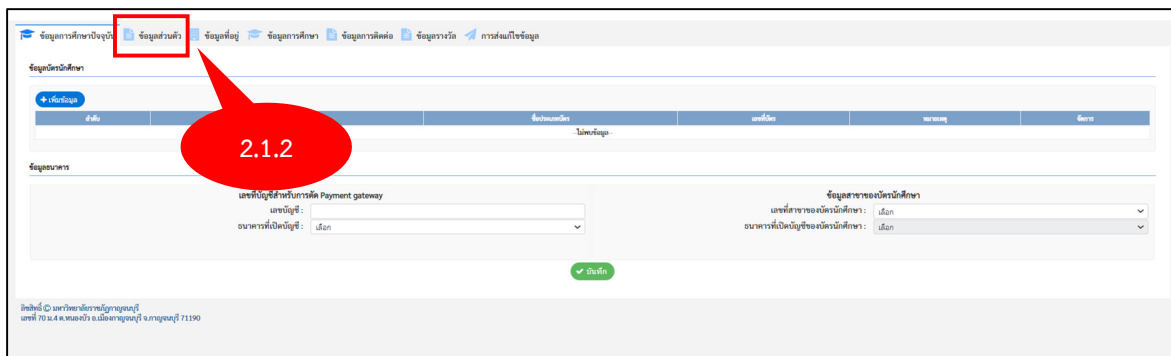 ข้อมูลการศึกษาปัจจุบัน ข้อมูลส่วนตัว ข้อมูลที่อยู่ ข้อมูลการศึกษา ข้อมูลการติดต่อ ข้อมูลรางวัล การส่งแก้ไขข้อมูล
ข้อมูลบัตรนักศึกษา
+ เพิ่มข้อมูล
ลำดับ ชื่อประเภทบัตร เลขที่บัตร หมายเหตุ จัดการ
--ไม่พบข้อมูล--
2.1.2
ข้อมูลธนาคาร
เลขที่บัญชีสำหรับการตัด Payment gateway ข้อมูลสาขาของบัตรนักศึกษา
เลขบัญชี : เลขที่สาขาของบัตรนักศึกษา : เลือก
ธนาคารที่เปิดบัญชี : เลือก ธนาคารที่เปิดบัญชีของบัตรนักศึกษา : เลือก
บันทึก
ลิขสิทธิ์ © มหาวิทยาลัยราชภัฏกาญจนบุรี
เลขที่ 70 ม.4 ต.หนองบัว อ.เมืองกาญจนบุรี จ.กาญจนบุรี 71190